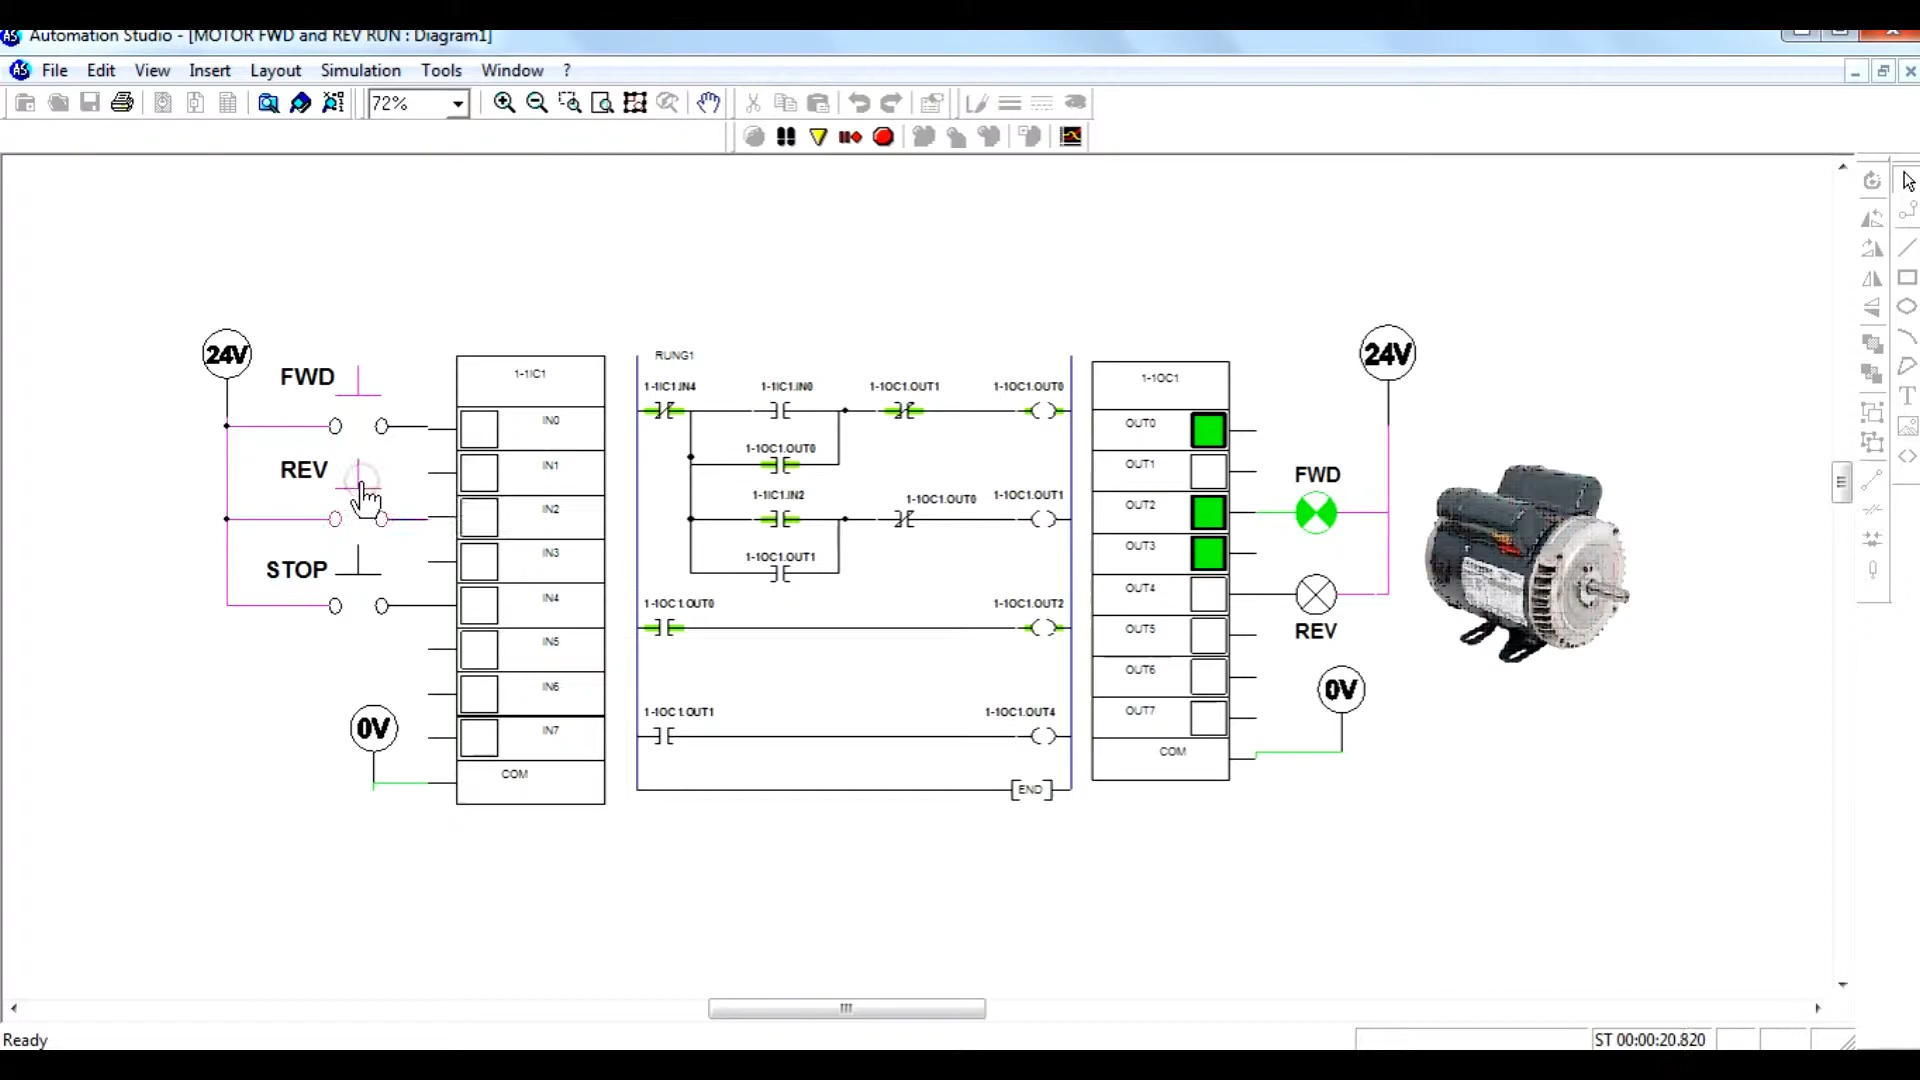 Automation Studio - [MOTOR FWD and REV RUN : Diagram1]
File Edit View Insert Layout Simulation Tools Window ?
72%
24V
FWD
REV
STOP
0V
1-1IC1
IN0
IN1
IN2
IN3
IN4
IN5
IN6
IN7
COM
RUNG1
1-1IC1.IN4 1-1IC1.IN0 1-1OC1.OUT1 1-1OC1.OUT0
1-1OC1.OUT0
1-1IC1.IN2 1-1OC1.OUT0 1-1OC1.OUT1
1-1OC1.OUT1
1-1OC1.OUT0 1-1OC1.OUT2
1-1OC1.OUT1 1-1OC1.OUT4
END
1-1OC1
OUT0
OUT1
OUT2
OUT3
OUT4
OUT5
OUT6
OUT7
COM
24V
FWD
REV
0V
Ready ST 00:00:20.820